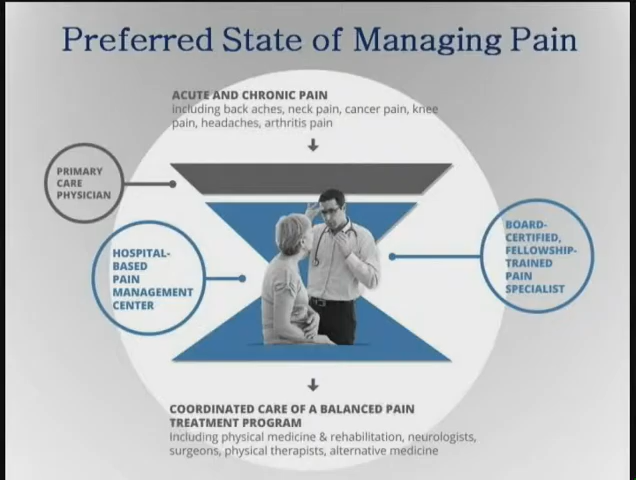 Preferred State of Managing Pain
ACUTE AND CHRONIC PAIN
including back aches, neck pain, cancer pain, knee
pain, headaches, arthritis pain
PRIMARY
CARE
PHYSICIAN
HOSPITAL-
BASED
PAIN
MANAGEMENT
CENTER
BOARD-
CERTIFIED,
FELLOWSHIP-
TRAINED
PAIN
SPECIALIST
COORDINATED CARE OF A BALANCED PAIN
TREATMENT PROGRAM
Including physical medicine & rehabilitation, neurologists,
surgeons, physical therapists, alternative medicine